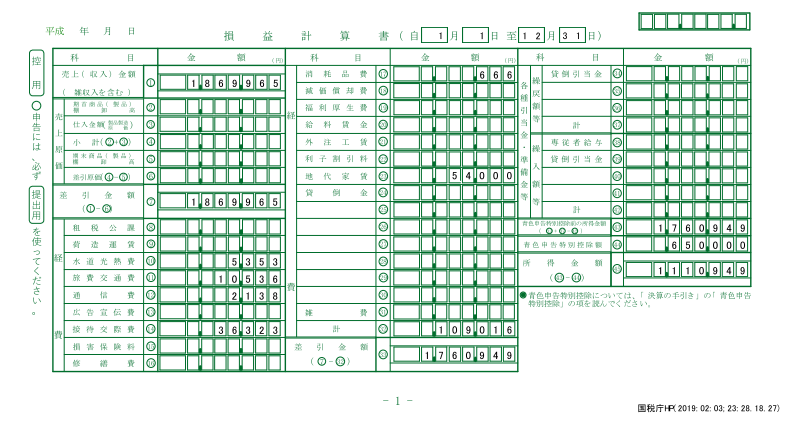 平成 年 月 日 損益計算書 (自 1 月 1 日 至 12 月 31 日)
控用
申告には、必ず提出用を使ってください。
科 目 金 額 (円)
売上(収入)金額 ① 1869965
(雑収入を含む)
売上原価
期首商品(製品)棚卸高 ②
仕入金額(製品製造原価) ③
小計(②+③) ④
期末商品(製品)棚卸高 ⑤
差引原価(④-⑤) ⑥
差引金額 ⑦ 1869965
(①-⑥)
経費
租税公課 ⑧
荷造運賃 ⑨
水道光熱費 ⑩ 5353
旅費交通費 ⑪ 10536
通信費 ⑫ 2138
広告宣伝費 ⑬
接待交際費 ⑭ 36323
損害保険料 ⑮
修繕費 ⑯
科 目 金 額 (円)
経費
消耗品費 ⑰ 666
減価償却費 ⑱
福利厚生費 ⑲
給料賃金 ⑳
外注工賃 ㉑
利子割引料 ㉒
地代家賃 ㉓ 54000
貸倒金 ㉔
㉕
㉖
㉗
㉘
㉙
㉚
雑費 ㉛
計 ㉜ 109016
差引金額 ㉝ 1760949
(⑦-㉜)
科 目 金 額 (円)
各種引当金・準備金等
繰戻額等
貸倒引当金 ㉞
㉟
㊱
計 ㊲
繰入額等
専従者給与 ㊳
貸倒引当金 ㊴
㊵
㊶
計 ㊷
青色申告特別控除前の所得金額 ㊸ 1760949
(㉝+㊲-㊷)
青色申告特別控除額 ㊹ 650000
所得金額 ㊺ 1110949
(㊸-㊹)
●青色申告特別控除については、「決算の手引き」の「青色申告
特別控除」の項を読んでください。
- 1 -
国税庁HP(2019:02:03;23:28.18.27)